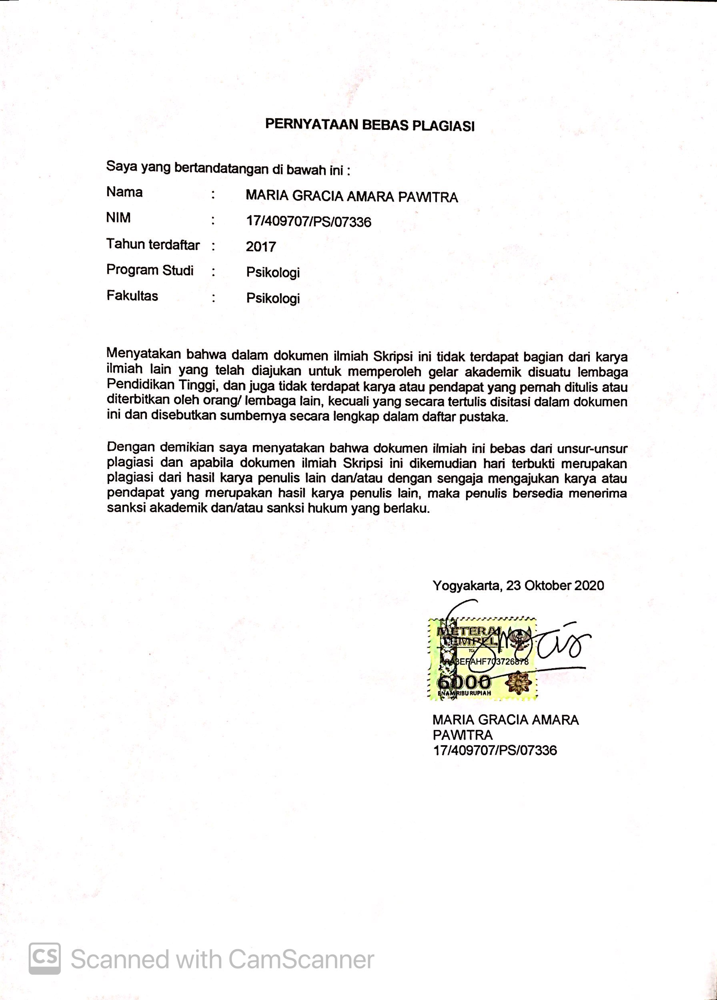 PERNYATAAN BEBAS PLAGIASI
Saya yang bertandatangan di bawah ini :
Nama : MARIA GRACIA AMARA PAWITRA
NIM : 17/409707/PS/07336
Tahun terdaftar : 2017
Program Studi : Psikologi
Fakultas : Psikologi
Menyatakan bahwa dalam dokumen ilmiah Skripsi ini tidak terdapat bagian dari karya
ilmiah lain yang telah diajukan untuk memperoleh gelar akademik disuatu lembaga
Pendidikan Tinggi, dan juga tidak terdapat karya atau pendapat yang pernah ditulis atau
diterbitkan oleh orang/ lembaga lain, kecuali yang secara tertulis disitasi dalam dokumen
ini dan disebutkan sumbernya secara lengkap dalam daftar pustaka.
Dengan demikian saya menyatakan bahwa dokumen ilmiah ini bebas dari unsur-unsur
plagiasi dan apabila dokumen ilmiah Skripsi ini dikemudian hari terbukti merupakan
plagiasi dari hasil karya penulis lain dan/atau dengan sengaja mengajukan karya atau
pendapat yang merupakan hasil karya penulis lain, maka penulis bersedia menerima
sanksi akademik dan/atau sanksi hukum yang berlaku.
Yogyakarta, 23 Oktober 2020
METERAI
TEMPEL
TGL
6000
ENAM RIBU RUPIAH
MARIA GRACIA AMARA
PAWITRA
17/409707/PS/07336
CS Scanned with CamScanner